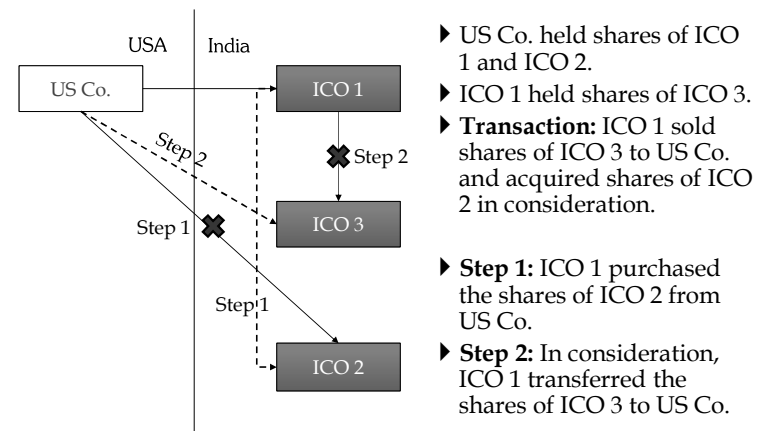 USA India
US Co.
ICO 1
Step 2
Step 2
Step 1
ICO 3
Step 1
ICO 2
US Co. held shares of ICO
1 and ICO 2.
ICO 1 held shares of ICO 3.
Transaction: ICO 1 sold
shares of ICO 3 to US Co.
and acquired shares of ICO
2 in consideration.
Step 1: ICO 1 purchased
the shares of ICO 2 from
US Co.
Step 2: In consideration,
ICO 1 transferred the
shares of ICO 3 to US Co.